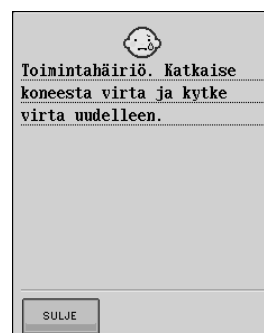 Toimintahäiriö. Katkaise
koneesta virta ja kytke
virta uudelleen.
SULJE